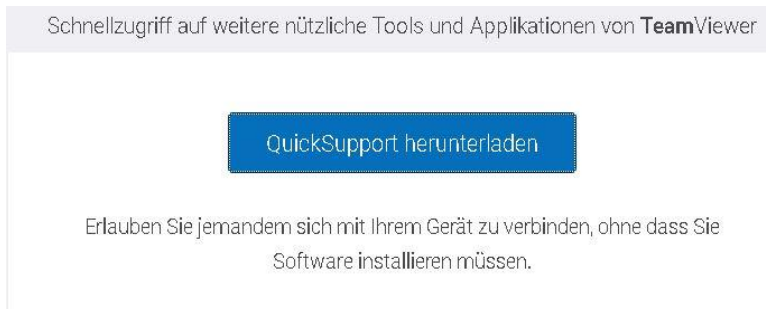 Schnellzugriff auf weitere nützliche Tools und Applikationen von TeamViewer
QuickSupport herunterladen
Erlauben Sie jemandem sich mit Ihrem Gerät zu verbinden, ohne dass Sie
Software installieren müssen.